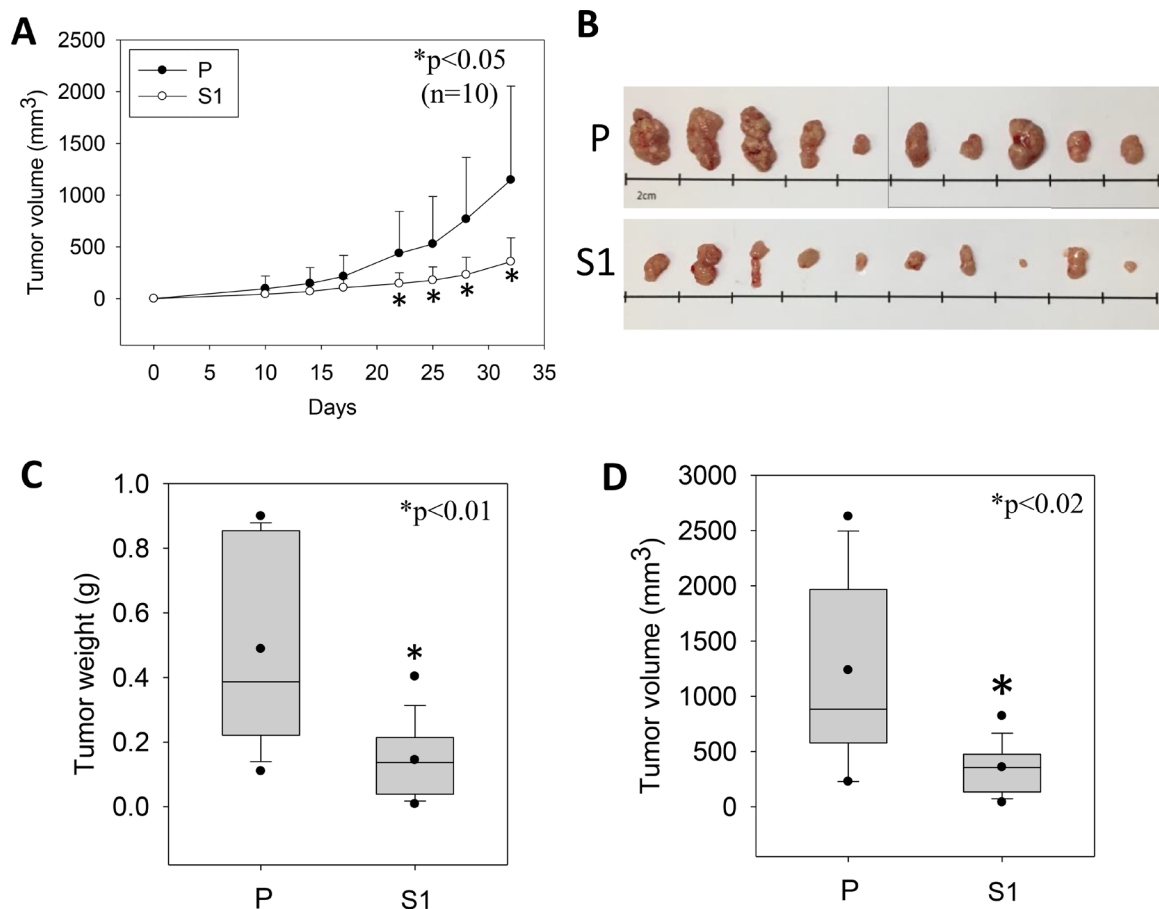 A
2500
2000
1500
1000
500
0
Tumor volume (mm³)
P
S1
*p<0.05
(n=10)
*
*
*
*
0
5
10
15
20
25
30
35
Days
B
P
2cm
S1
C
1.0
0.8
0.6
0.4
0.2
0.0
Tumor weight (g)
*p<0.01
*
P
S1
D
3000
2500
2000
1500
1000
500
0
Tumor volume (mm³)
*p<0.02
*
P
S1